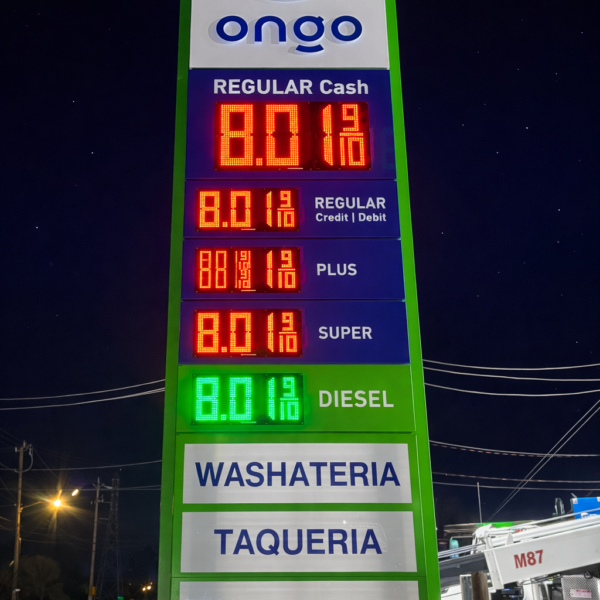 ongo
REGULAR Cash
8.01 9/10
8.01 9/10 REGULAR
Credit | Debit
1 9/10 PLUS
8.01 9/10 SUPER
8.01 9/10 DIESEL
WASHATERIA
TAQUERIA
M87